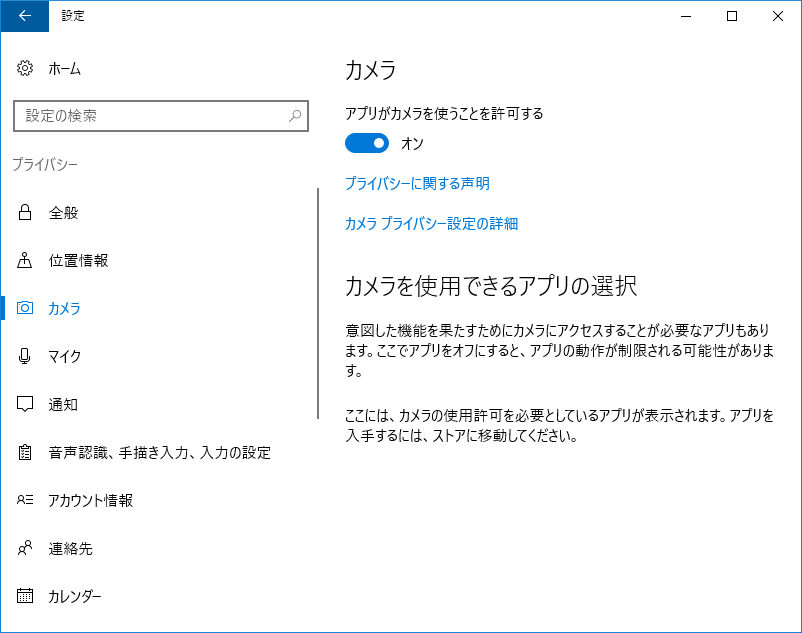 設定
ホーム
設定の検索
プライバシー
全般
位置情報
カメラ
マイク
通知
音声認識、手描き入力、入力の設定
アカウント情報
連絡先
カレンダー
カメラ
アプリがカメラを使うことを許可する
オン
プライバシーに関する声明
カメラ プライバシー設定の詳細
カメラを使用できるアプリの選択
意図した機能を果たすためにカメラにアクセスすることが必要なアプリもあり
ます。ここでアプリをオフにすると、アプリの動作が制限される可能性がありま
す。
ここには、カメラの使用許可を必要としているアプリが表示されます。アプリを
入手するには、ストアに移動してください。